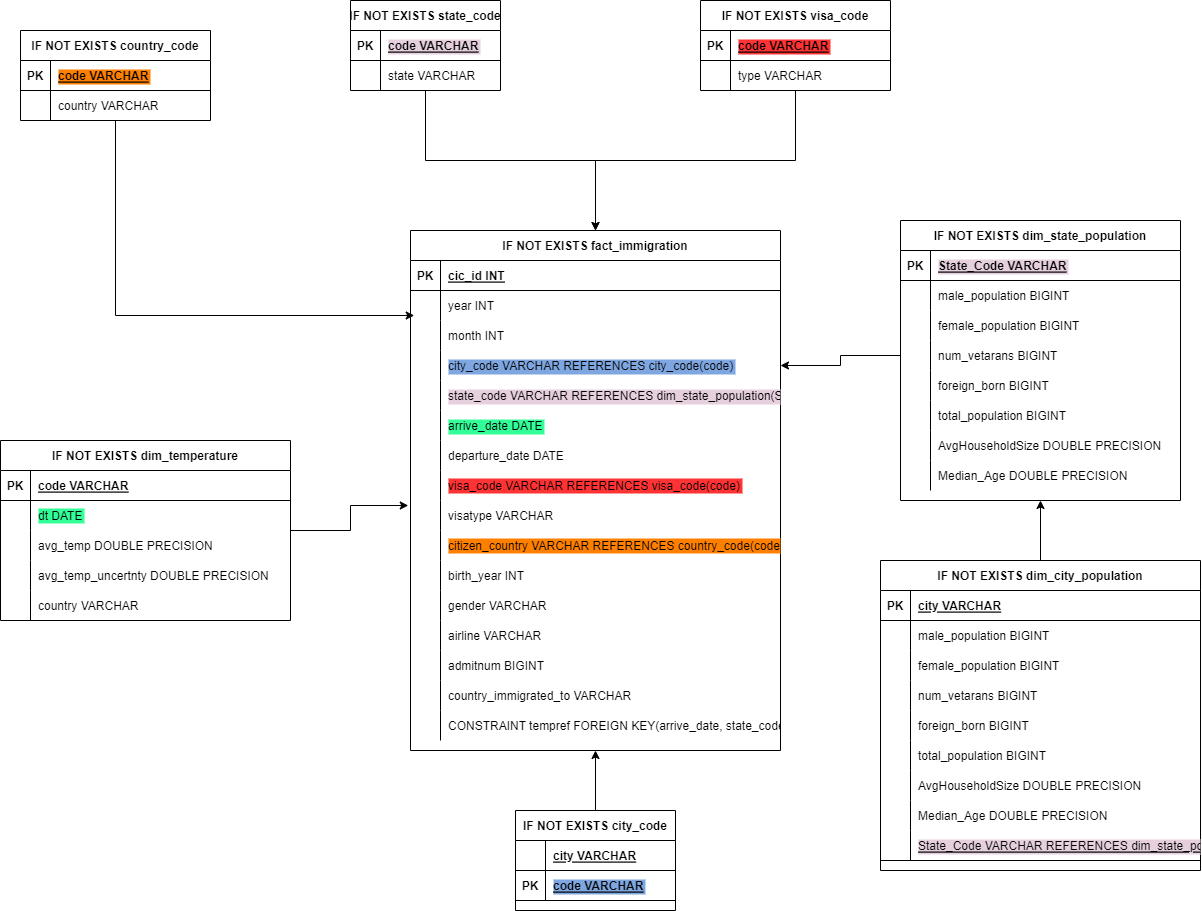 IF NOT EXISTS country_code
PK code VARCHAR
country VARCHAR
IF NOT EXISTS state_code
PK code VARCHAR
state VARCHAR
IF NOT EXISTS visa_code
PK code VARCHAR
type VARCHAR
IF NOT EXISTS fact_immigration
PK cic_id INT
year INT
month INT
city_code VARCHAR REFERENCES city_code(code)
state_code VARCHAR REFERENCES dim_state_population(S
arrive_date DATE
departure_date DATE
visa_code VARCHAR REFERENCES visa_code(code)
visatype VARCHAR
citizen_country VARCHAR REFERENCES country_code(code
birth_year INT
gender VARCHAR
airline VARCHAR
admitnum BIGINT
country_immigrated_to VARCHAR
CONSTRAINT tempref FOREIGN KEY(arrive_date, state_code
IF NOT EXISTS dim_state_population
PK State_Code VARCHAR
male_population BIGINT
female_population BIGINT
num_vetarans BIGINT
foreign_born BIGINT
total_population BIGINT
AvgHouseholdSize DOUBLE PRECISION
Median_Age DOUBLE PRECISION
IF NOT EXISTS dim_temperature
PK code VARCHAR
dt DATE
avg_temp DOUBLE PRECISION
avg_temp_uncertnty DOUBLE PRECISION
country VARCHAR
IF NOT EXISTS dim_city_population
PK city VARCHAR
male_population BIGINT
female_population BIGINT
num_vetarans BIGINT
foreign_born BIGINT
total_population BIGINT
AvgHouseholdSize DOUBLE PRECISION
Median_Age DOUBLE PRECISION
State_Code VARCHAR REFERENCES dim_state_po
IF NOT EXISTS city_code
city VARCHAR
PK code VARCHAR